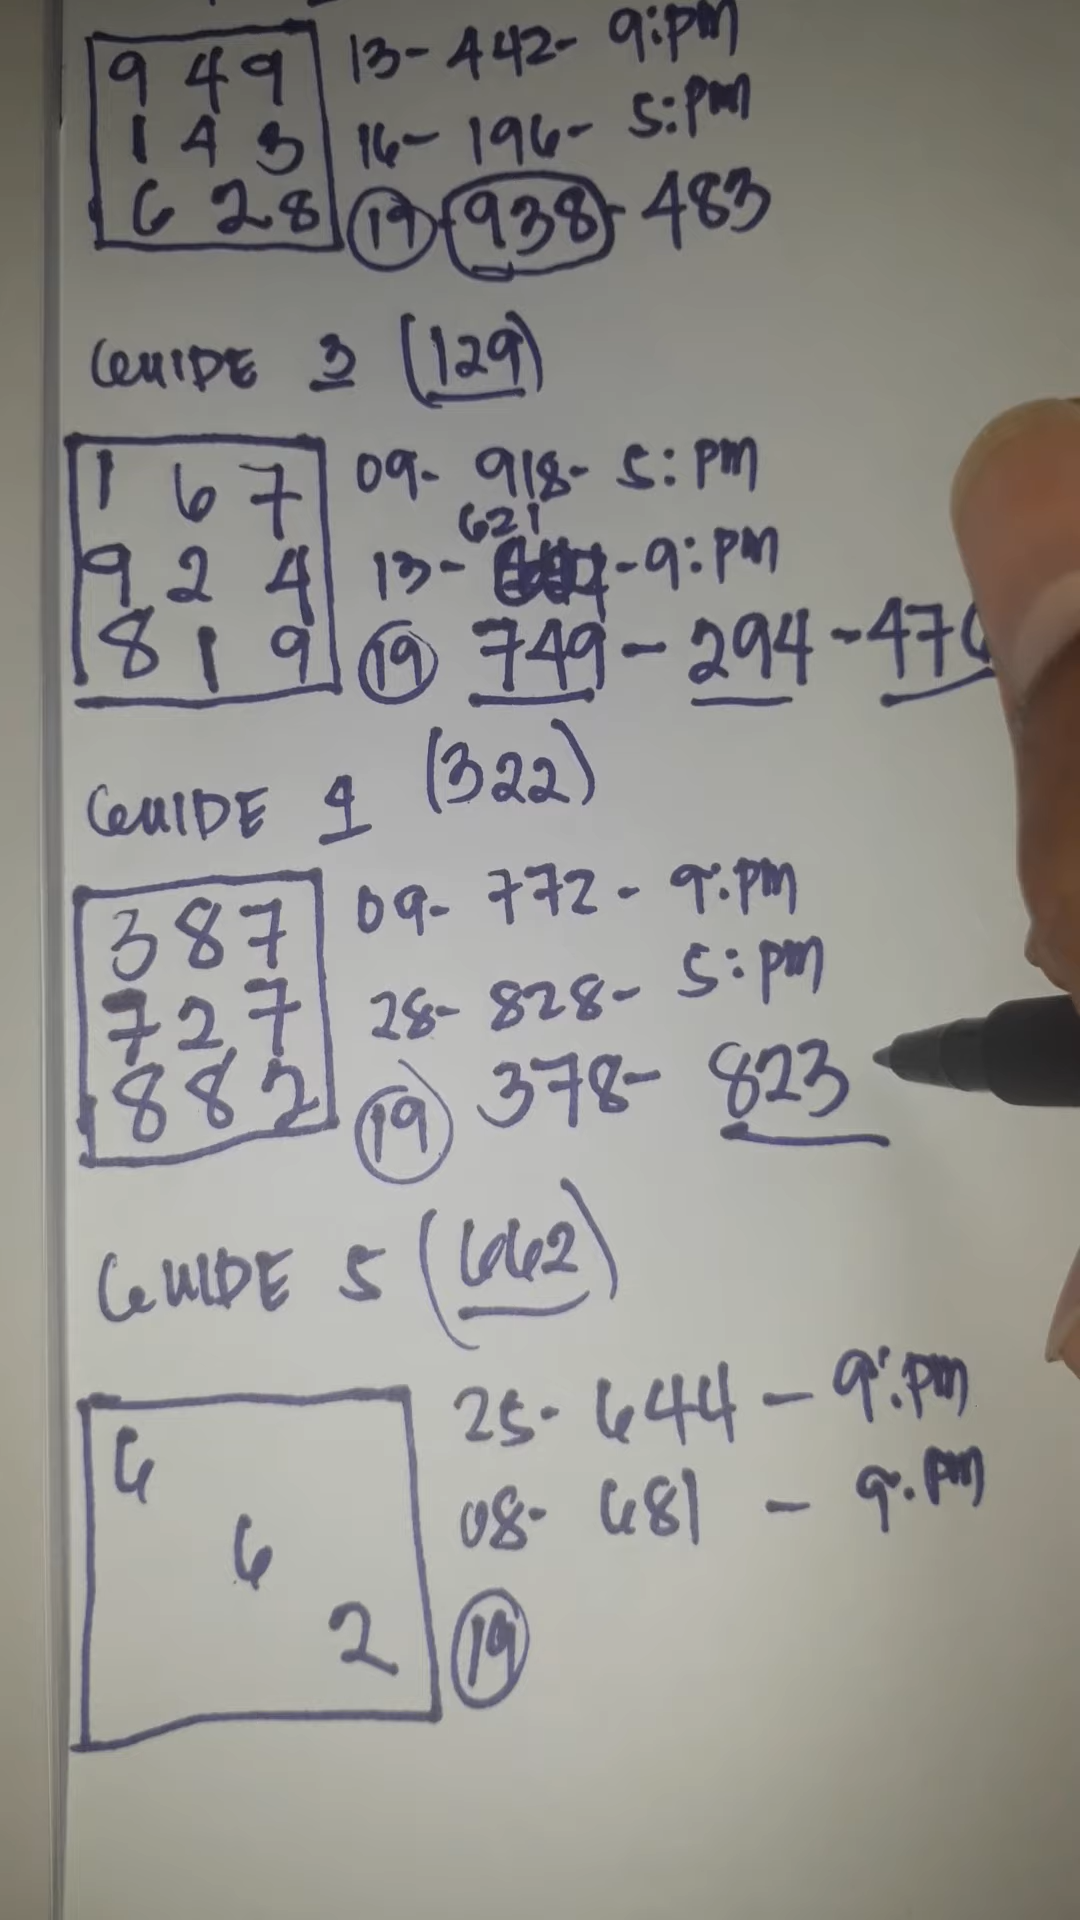 9 4 9
1 4 3
6 2 8
13- 442- 9:PM
16- 196- 5:PM
19 938- 483
GUIDE 3 (129)
1 6 7
9 2 4
8 1 9
09- 918- 5:PM
621
13- -9:PM
19 749- 294-
GUIDE 4 (322)
3 8 7
7 2 7
8 8 2
09- 772- 9:PM
28- 828- 5:PM
19 378- 823
GUIDE 5 (662)
6
6
2
25- 644- 9:PM
08- 681 - 9:PM
19